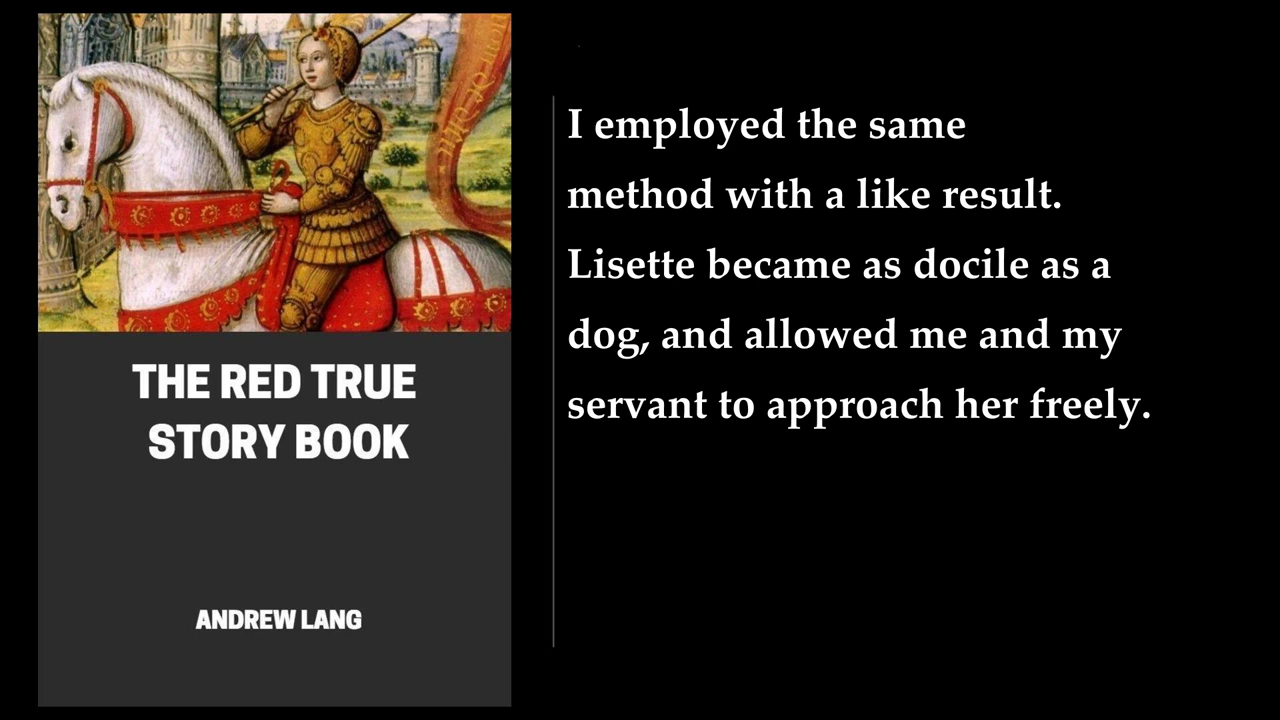 THE RED TRUE
STORY BOOK
ANDREW LANG
I employed the same
method with a like result.
Lisette became as docile as a
dog, and allowed me and my
servant to approach her freely.